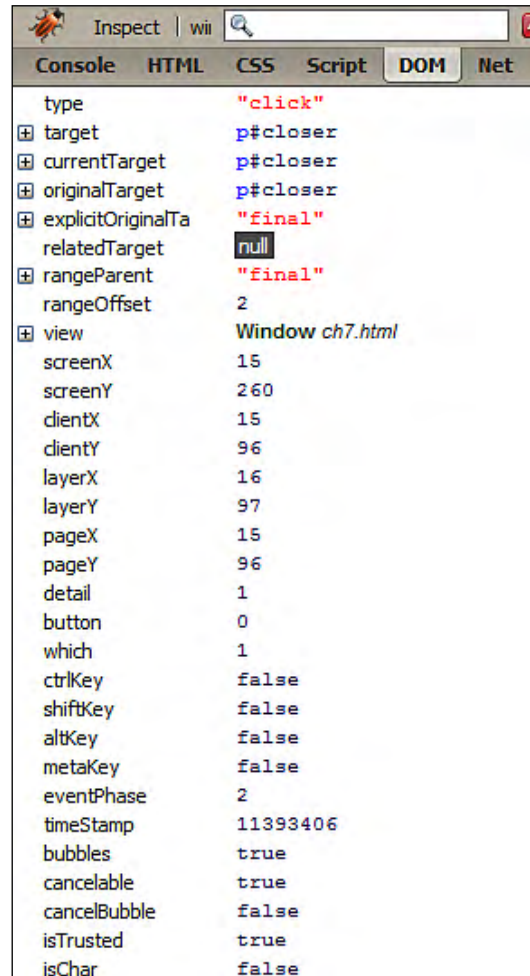 Inspect | wii
Console HTML CSS Script DOM Net
type "click"
target p#closer
currentTarget p#closer
originalTarget p#closer
explicitOriginalTa "final"
relatedTarget null
rangeParent "final"
rangeOffset 2
view Window ch7.html
screenX 15
screenY 260
clientX 15
clientY 96
layerX 16
layerY 97
pageX 15
pageY 96
detail 1
button 0
which 1
ctrlKey false
shiftKey false
altKey false
metaKey false
eventPhase 2
timeStamp 11393406
bubbles true
cancelable true
cancelBubble false
isTrusted true
isChar false